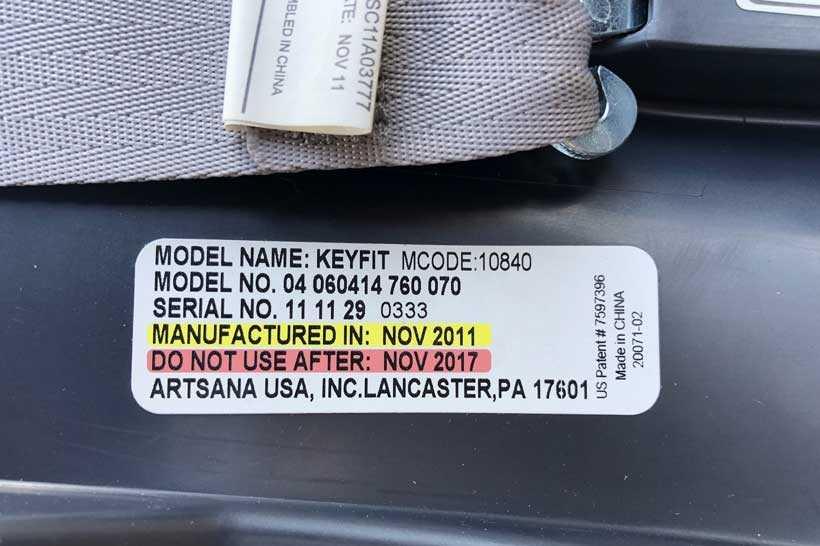 SC11A03777
DATE: NOV 11
MBLED IN CHINA
MODEL NAME: KEYFIT MCODE:10840
MODEL NO. 04 060414 760 070
SERIAL NO. 11 11 29 0333
MANUFACTURED IN: NOV 2011
DO NOT USE AFTER: NOV 2017
ARTSANA USA, INC.LANCASTER,PA 17601
US Patent # 7597396
Made in CHINA
20071-02